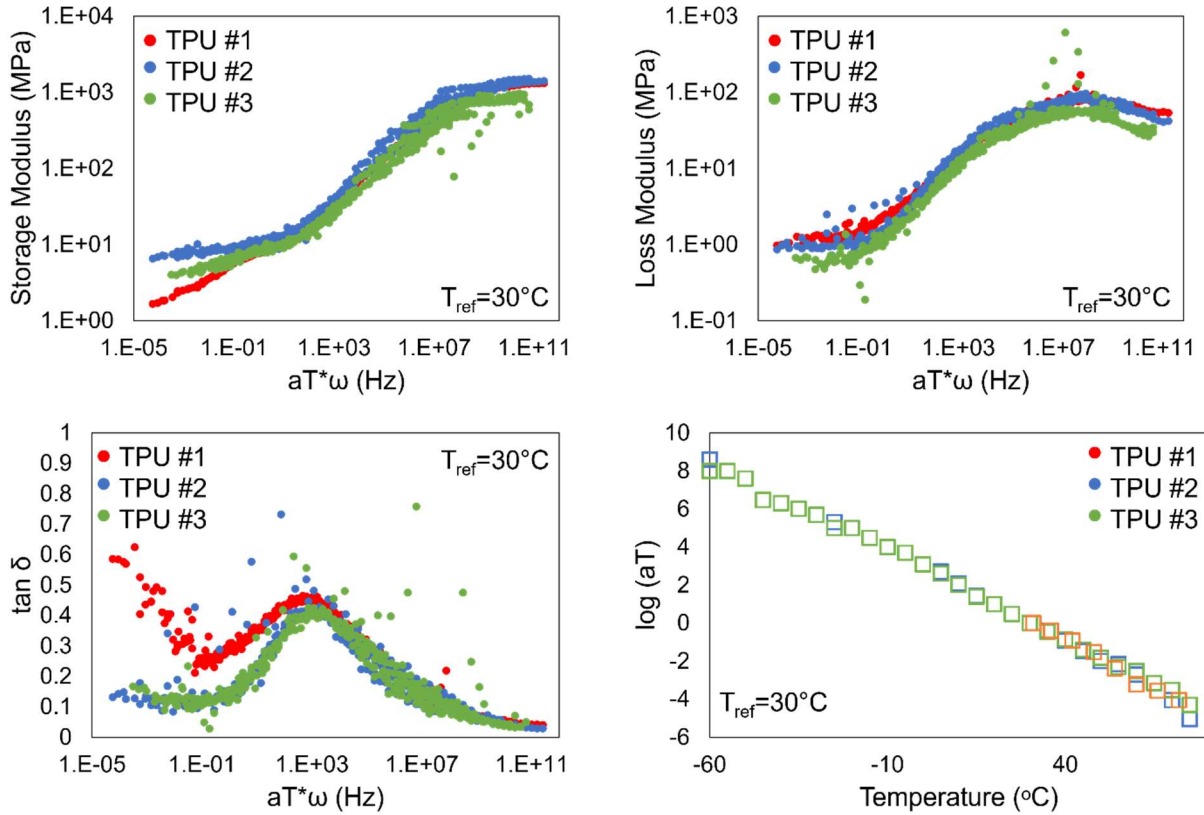 Storage Modulus (MPa)
1.E+04
1.E+03
1.E+02
1.E+01
1.E+00
TPU #1
TPU #2
TPU #3
Tref=30°C
1.E-05 1.E-01 1.E+03 1.E+07 1.E+11
aT*ω (Hz)
Loss Modulus (MPa)
1.E+03
1.E+02
1.E+01
1.E+00
1.E-01
TPU #1
TPU #2
TPU #3
Tref=30°C
1.E-05 1.E-01 1.E+03 1.E+07 1.E+11
aT*ω (Hz)
tan δ
1
0.9
0.8
0.7
0.6
0.5
0.4
0.3
0.2
0.1
0
TPU #1
TPU #2
TPU #3
Tref=30°C
1.E-05 1.E-01 1.E+03 1.E+07 1.E+11
aT*ω (Hz)
log (aT)
10
8
6
4
2
0
-2
-4
-6
TPU #1
TPU #2
TPU #3
Tref=30°C
-60 -10 40
Temperature (ºC)